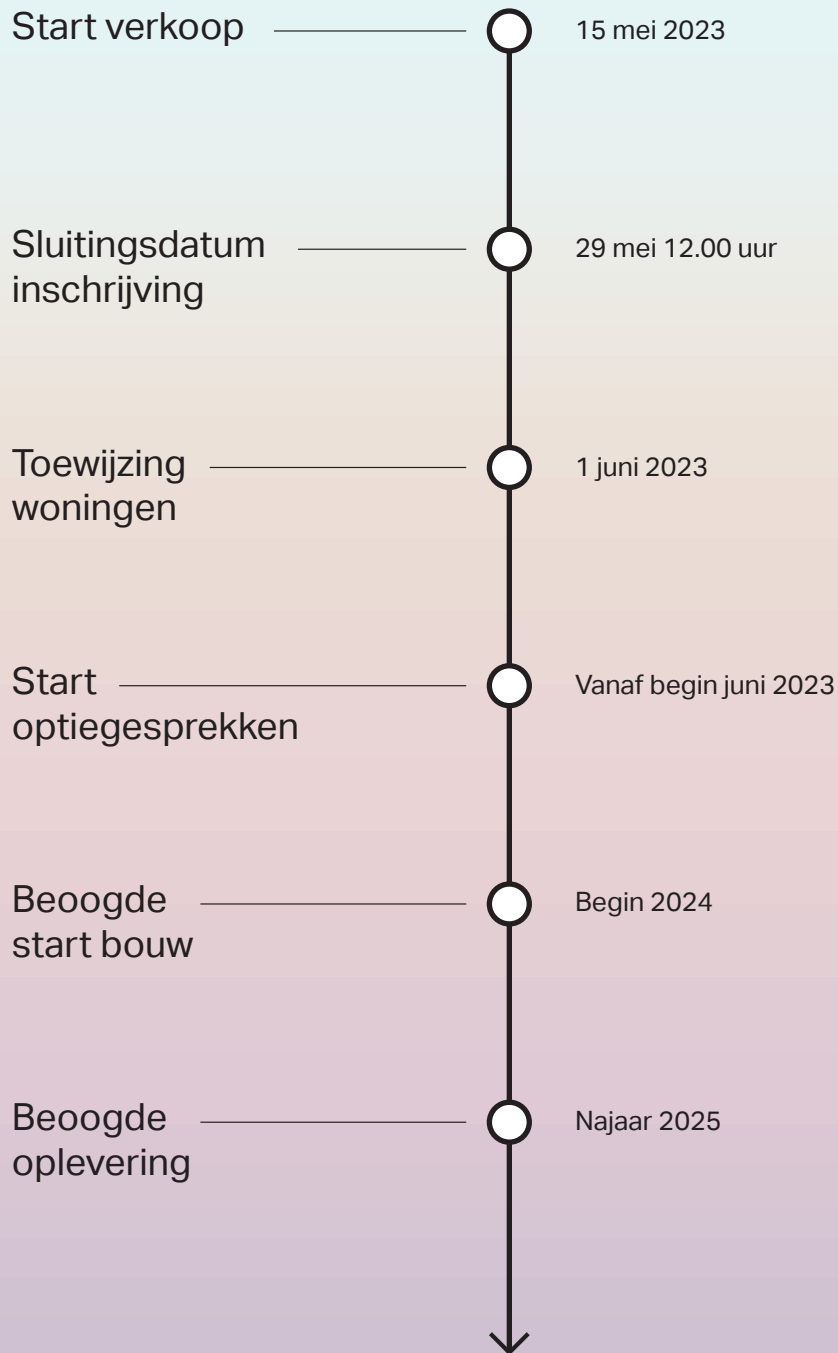 Start verkoop
15 mei 2023
Sluitingsdatum
inschrijving
29 mei 12.00 uur
Toewijzing
woningen
1 juni 2023
Start
optiegesprekken
Vanaf begin juni 2023
Beoogde
start bouw
Begin 2024
Beoogde
oplevering
Najaar 2025